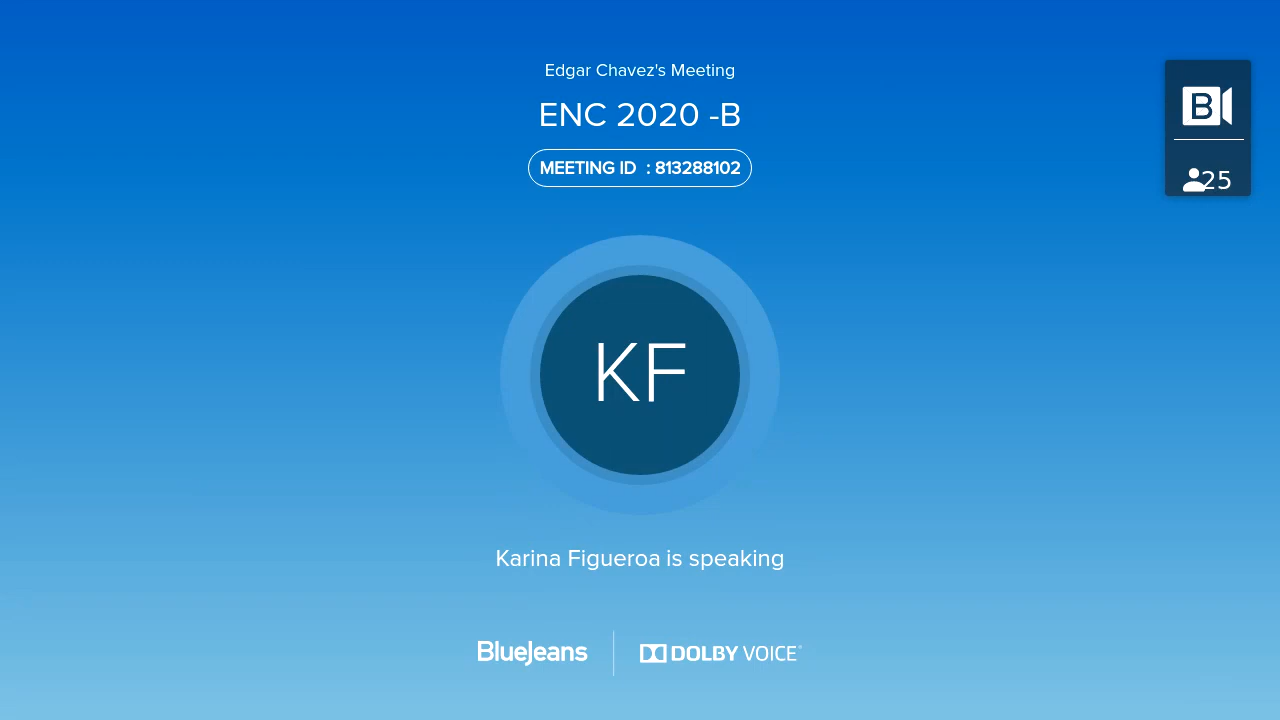 Edgar Chavez's Meeting
ENC 2020 -B
MEETING ID : 813288102
B
25
KF
Karina Figueroa is speaking
BlueJeans
DOLBY VOICE